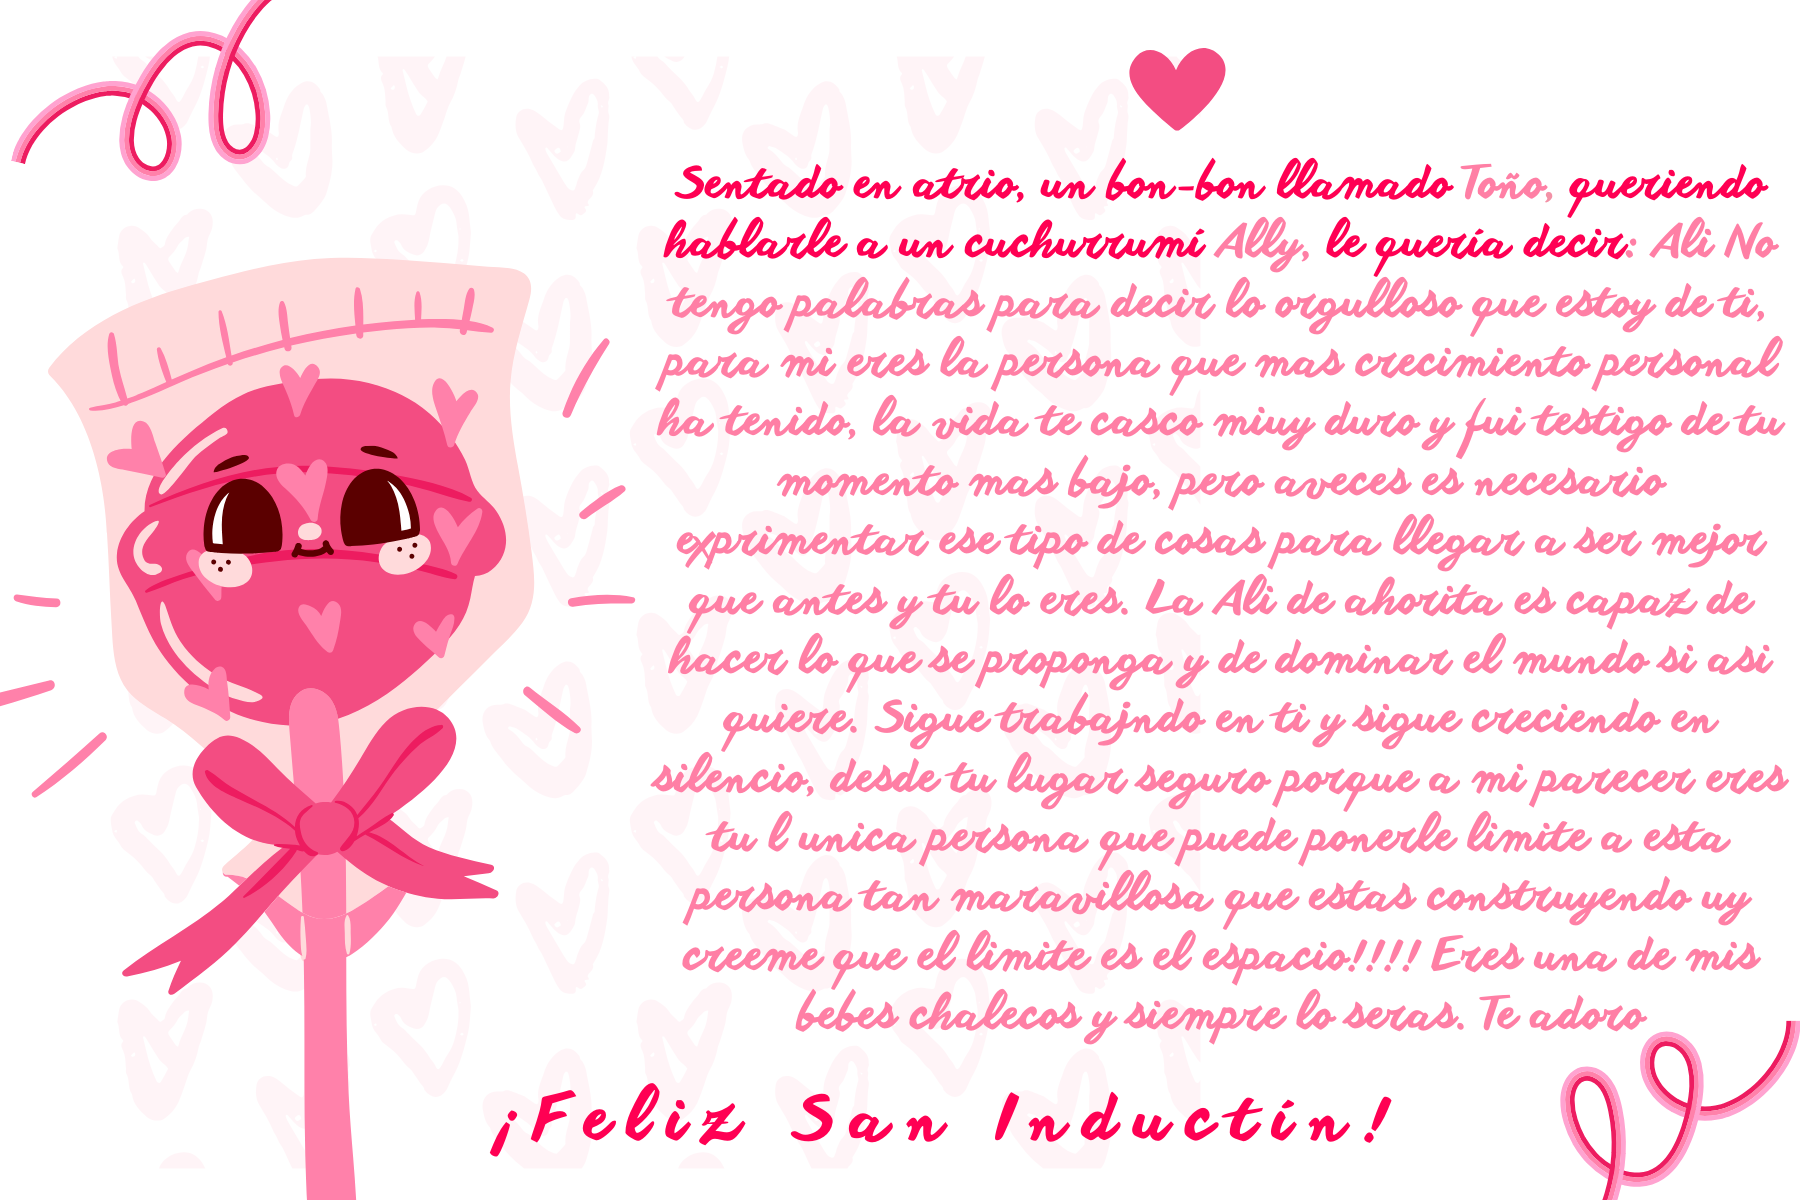 Sentado en atrio, un bon-bon llamado Toño, queriendo
hablarle a un cuchurrumí Ally, le quería decir: Ali No
tengo palabras para decir lo orgulloso que estoy de ti,
para mi eres la persona que mas crecimiento personal
ha tenido, la vida te casco miuy duro y fui testigo de tu
momento mas bajo, pero aveces es necesario
exprimentar ese tipo de cosas para llegar a ser mejor
que antes y tu lo eres. La Ali de ahorita es capaz de
hacer lo que se proponga y de dominar el mundo si asi
quiere. Sigue trabajndo en ti y sigue creciendo en
silencio, desde tu lugar seguro porque a mi parecer eres
tu l unica persona que puede ponerle limite a esta
persona tan maravillosa que estas construyendo uy
creeme que el limite es el espacio!!!! Eres una de mis
bebes chalecos y siempre lo seras. Te adoro
¡Feliz San Inductín!